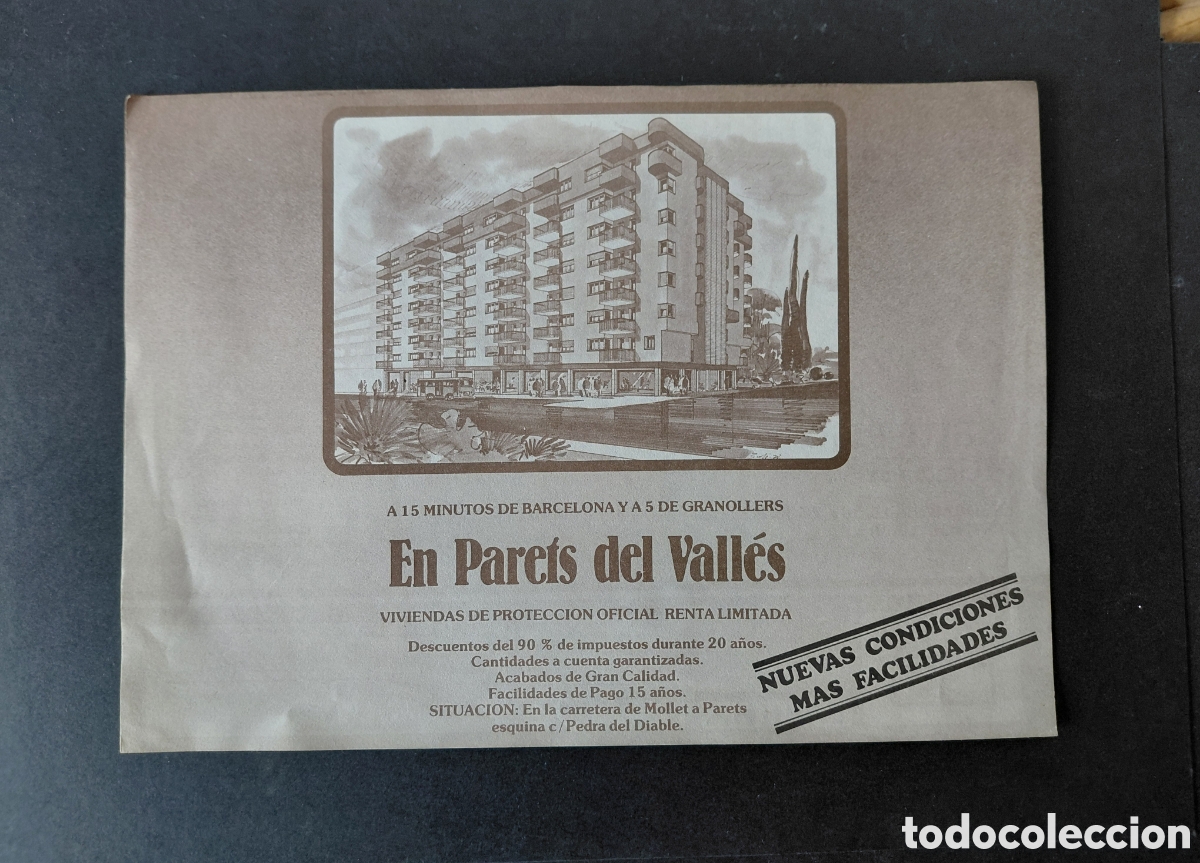 A 15 MINUTOS DE BARCELONA Y A 5 DE GRANOLLERS
En Parets del Vallés
VIVIENDAS DE PROTECCION OFICIAL RENTA LIMITADA
Descuentos del 90 % de impuestos durante 20 años.
Cantidades a cuenta garantizadas.
Acabados de Gran Calidad.
Facilidades de Pago 15 años.
SITUACION: En la carretera de Mollet a Parets
esquina c/Pedra del Diable.
NUEVAS CONDICIONES
MAS FACILIDADES
todocoleccion